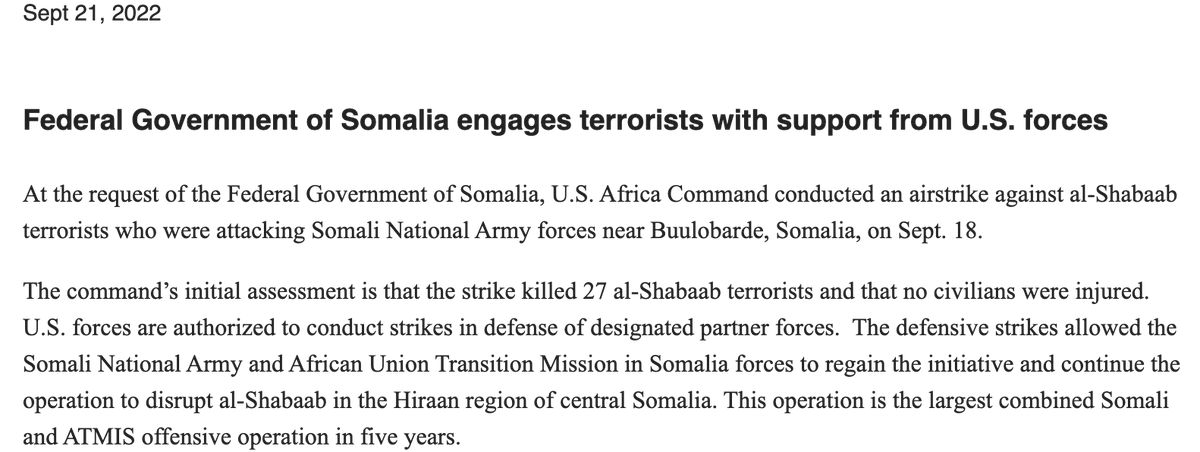 Sept 21, 2022
Federal Government of Somalia engages terrorists with support from U.S. forces
At the request of the Federal Government of Somalia, U.S. Africa Command conducted an airstrike against al-Shabaab
terrorists who were attacking Somali National Army forces near Buulobarde, Somalia, on Sept. 18.
The command’s initial assessment is that the strike killed 27 al-Shabaab terrorists and that no civilians were injured.
U.S. forces are authorized to conduct strikes in defense of designated partner forces.  The defensive strikes allowed the
Somali National Army and African Union Transition Mission in Somalia forces to regain the initiative and continue the
operation to disrupt al-Shabaab in the Hiraan region of central Somalia. This operation is the largest combined Somali
and ATMIS offensive operation in five years.